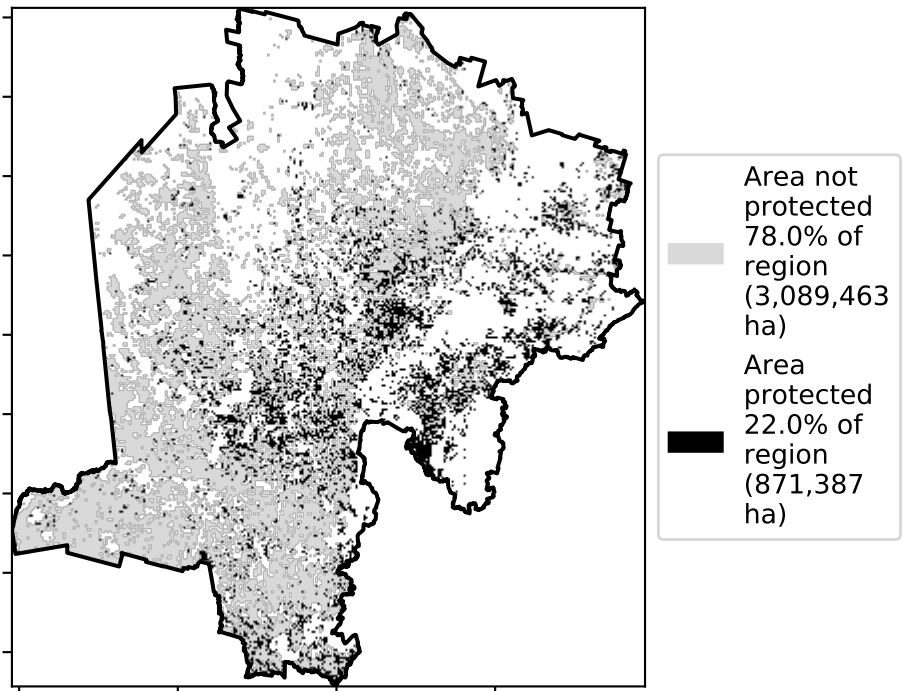 Area not
protected
78.0% of
region
(3,089,463
ha)
Area
protected
22.0% of
region
(871,387
ha)